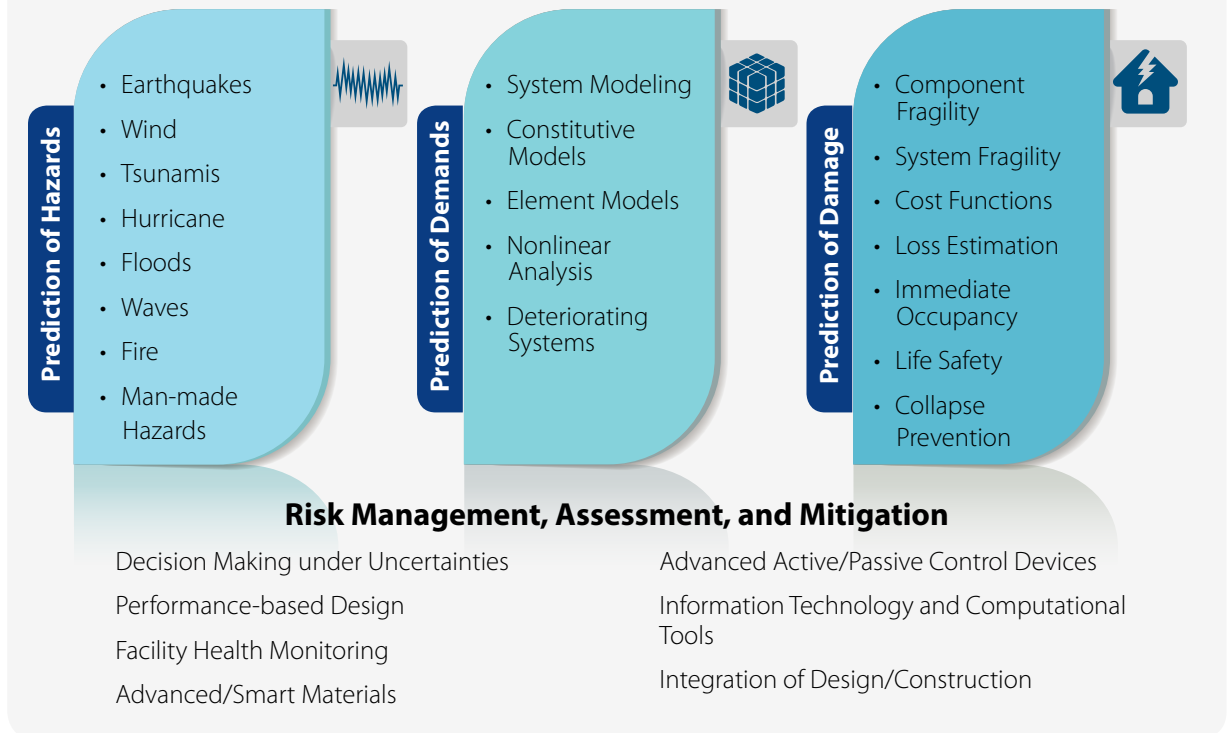 Prediction of Hazards
• Earthquakes
• Wind
• Tsunamis
• Hurricane
• Floods
• Waves
• Fire
• Man-made
Hazards
Prediction of Demands
• System Modeling
• Constitutive
Models
• Element Models
• Nonlinear
Analysis
• Deteriorating
Systems
Prediction of Damage
• Component
Fragility
• System Fragility
• Cost Functions
• Loss Estimation
• Immediate
Occupancy
• Life Safety
• Collapse
Prevention
Risk Management, Assessment, and Mitigation
Decision Making under Uncertainties
Performance-based Design
Facility Health Monitoring
Advanced/Smart Materials
Advanced Active/Passive Control Devices
Information Technology and Computational
Tools
Integration of Design/Construction